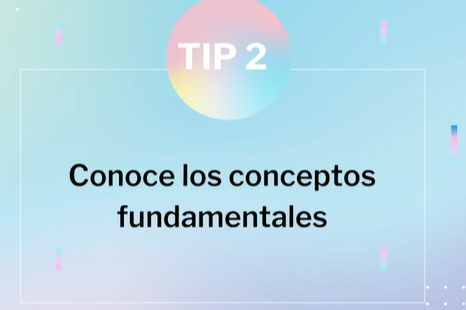 TIP 2
Conoce los conceptos
fundamentales